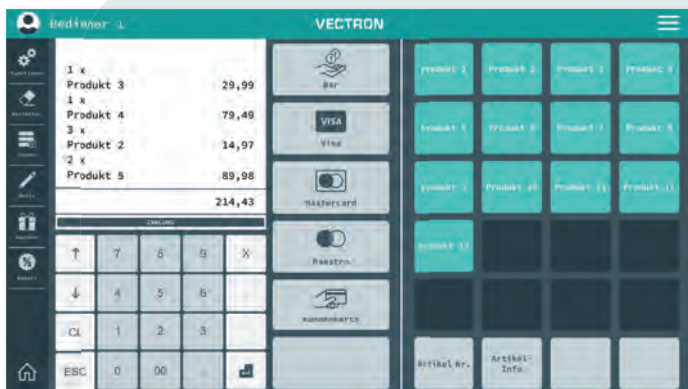 Bediener 1
VECTRON
1 x
Produkt 3 29,99
1 x
Produkt 4 79,49
3 x
Produkt 2 14,97
2 x
Produkt 5 89,98
214,43
↑ 7 8 9 X
↓ 4 5 6
CL 1 2 3
ESC 0 00 .
Bar
VISA
Visa
Mastercard
Maestro
Kundenkarte
Produkt 1 Produkt 2 Produkt 3 Produkt 4
Produkt 5 Produkt 6 Produkt 7 Produkt 8
Produkt 9 Produkt 10 Produkt 11 Produkt 12
Produkt 13
Artikel Nr.
Artikel-
Info